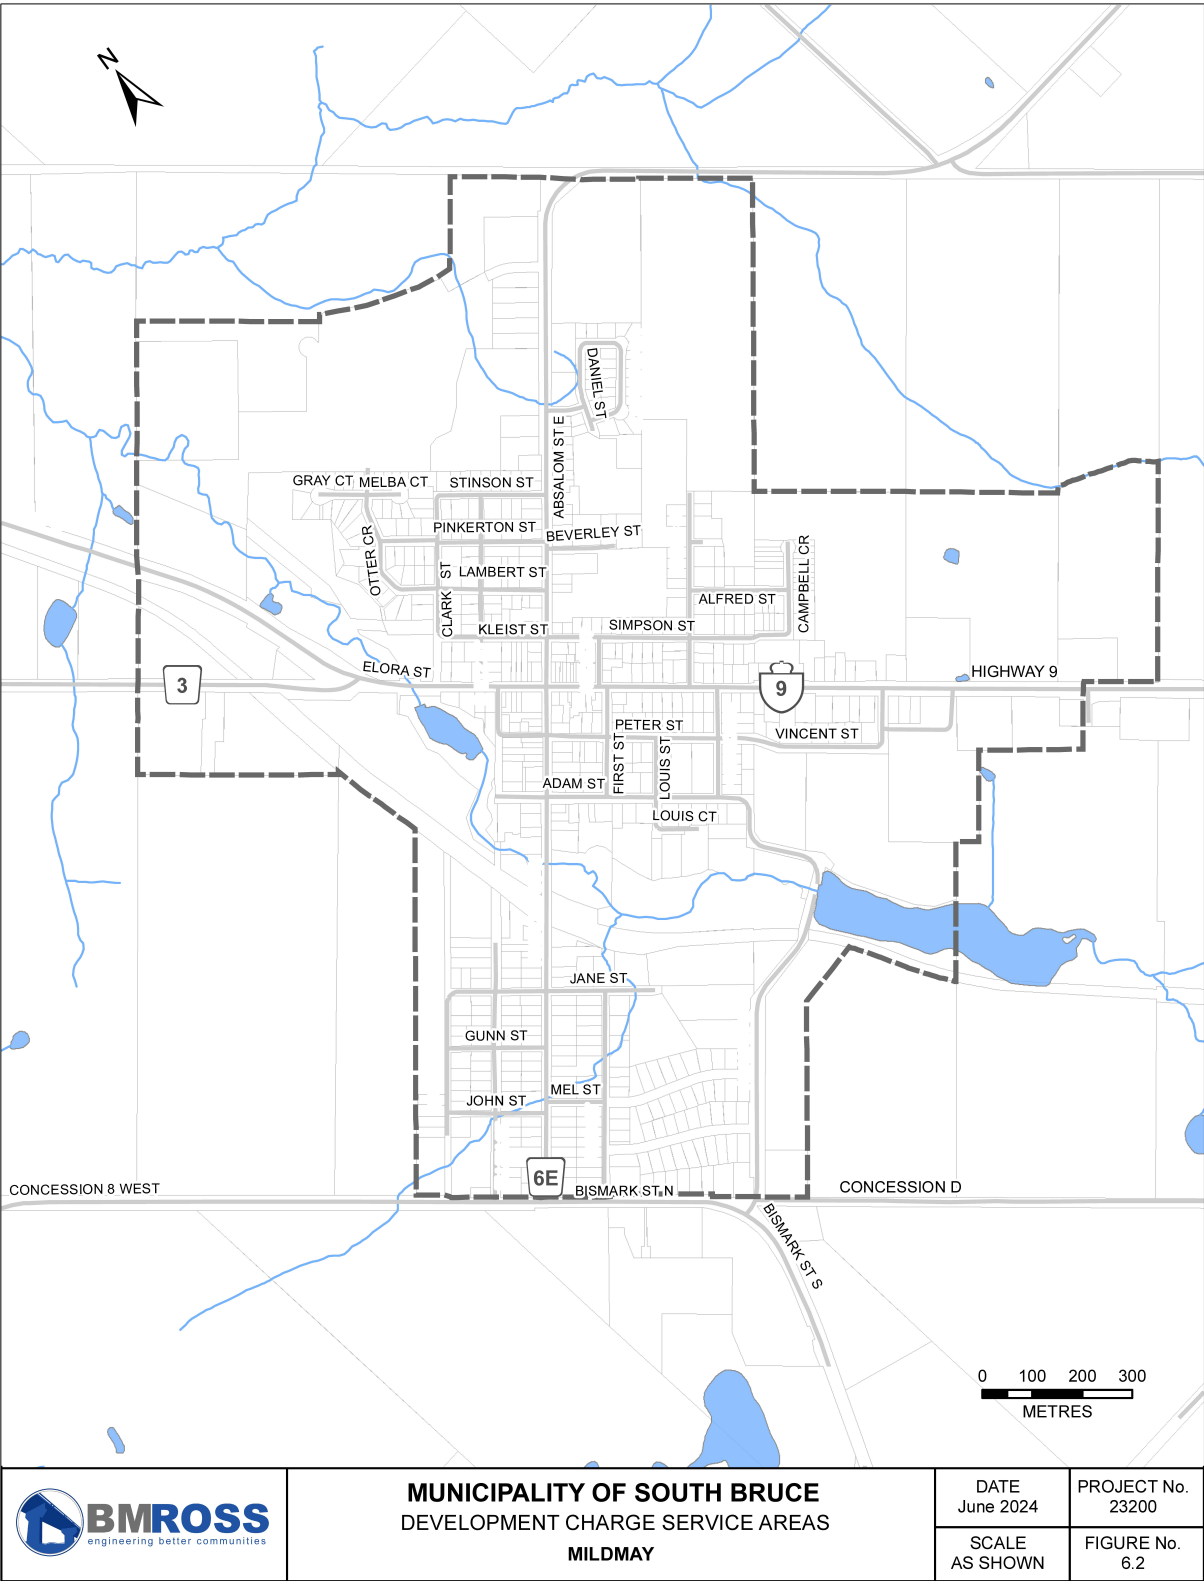 N
DANIEL ST
ABSALOM ST E
GRAY CT
MELBA CT
STINSON ST
PINKERTON ST
BEVERLEY ST
OTTER CR
LAMBERT ST
CLARK ST
ALFRED ST
CAMPBELL CR
KLEIST ST
SIMPSON ST
ELORA ST
HIGHWAY 9
3
9
PETER ST
VINCENT ST
FIRST ST
LOUIS ST
ADAM ST
LOUIS CT
JANE ST
GUNN ST
MEL ST
JOHN ST
6E
CONCESSION 8 WEST
BISMARK ST N
CONCESSION D
BISMARK ST S
0 100 200 300
METRES
BMROSS
engineering better communities
MUNICIPALITY OF SOUTH BRUCE
DEVELOPMENT CHARGE SERVICE AREAS
MILDMAY
DATE
June 2024
PROJECT No.
23200
SCALE
AS SHOWN
FIGURE No.
6.2